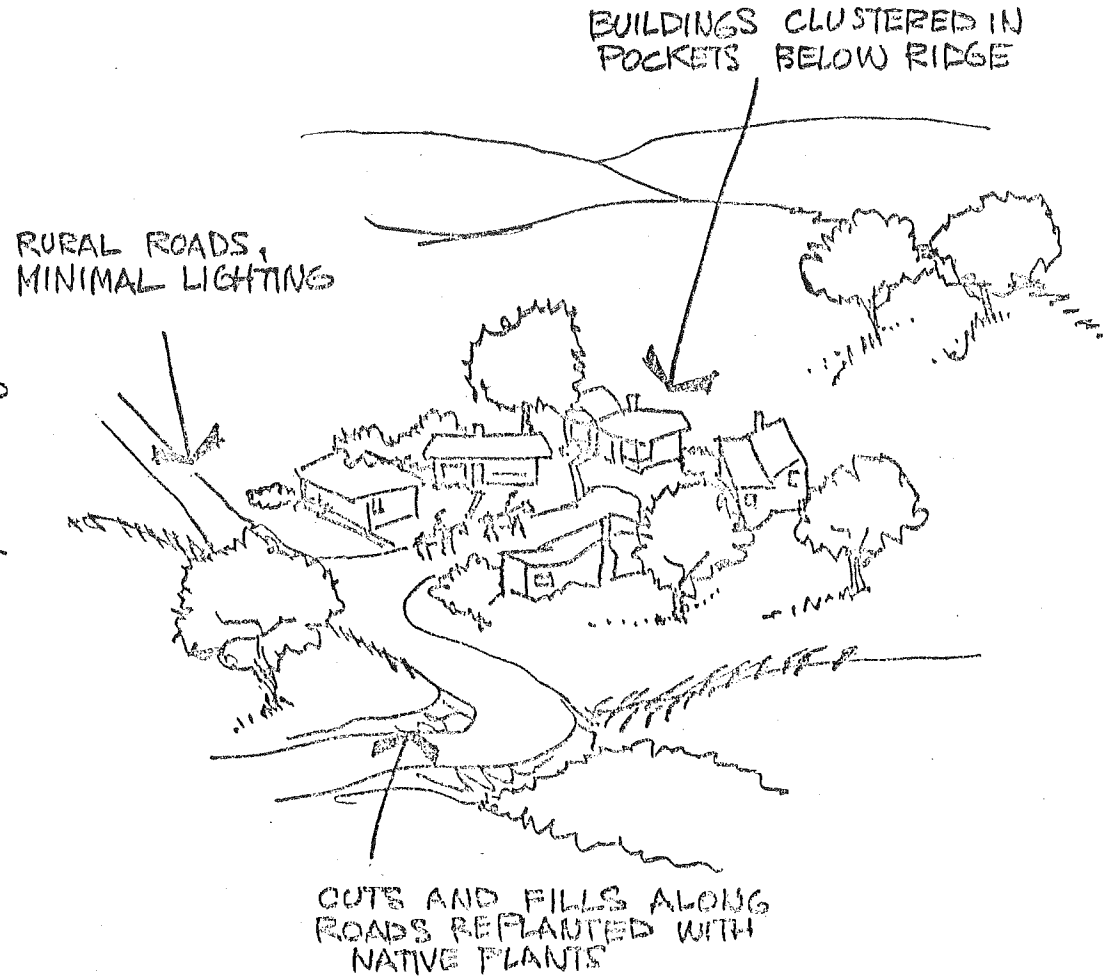 BUILDINGS CLUSTERED IN
POCKETS BELOW RIDGE
RURAL ROADS,
MINIMAL LIGHTING
CUTS AND FILLS ALONG
ROADS REPLANTED WITH
NATIVE PLANTS